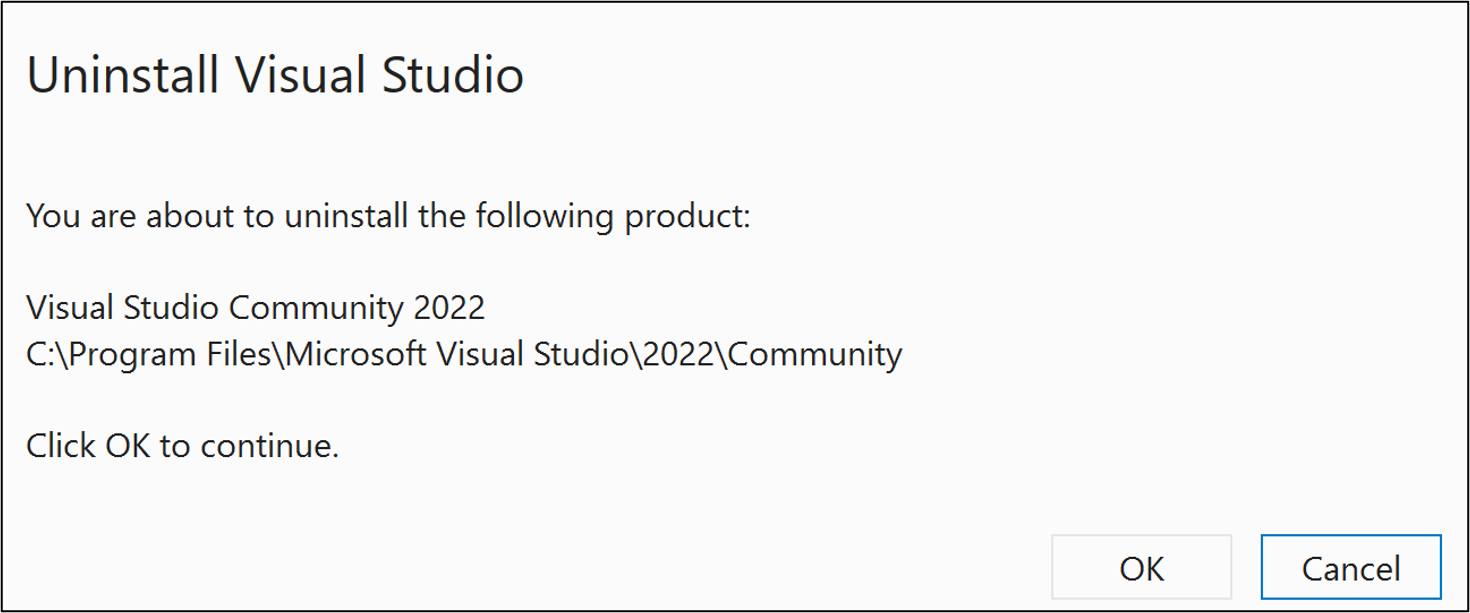 Uninstall Visual Studio
You are about to uninstall the following product:
Visual Studio Community 2022
C:\Program Files\Microsoft Visual Studio\2022\Community
Click OK to continue.
OK
Cancel